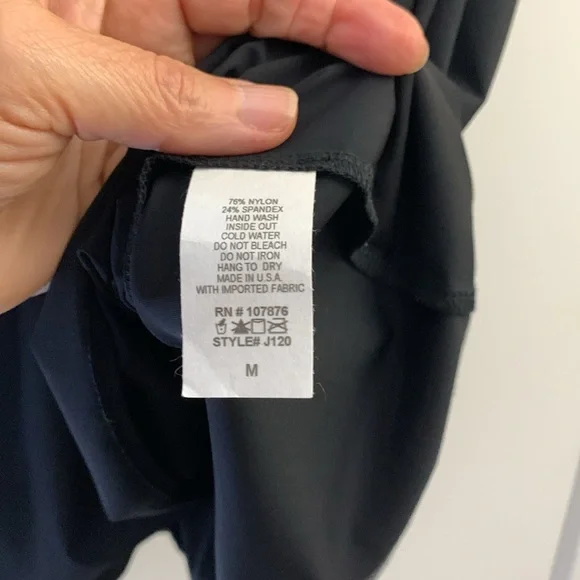 76% NYLON
24% SPANDEX
HAND WASH
INSIDE OUT
COLD WATER
DO NOT BLEACH
DO NOT IRON
HANG TO DRY
MADE IN U.S.A.
WITH IMPORTED FABRIC
RN # 107876
STYLE# J120
M